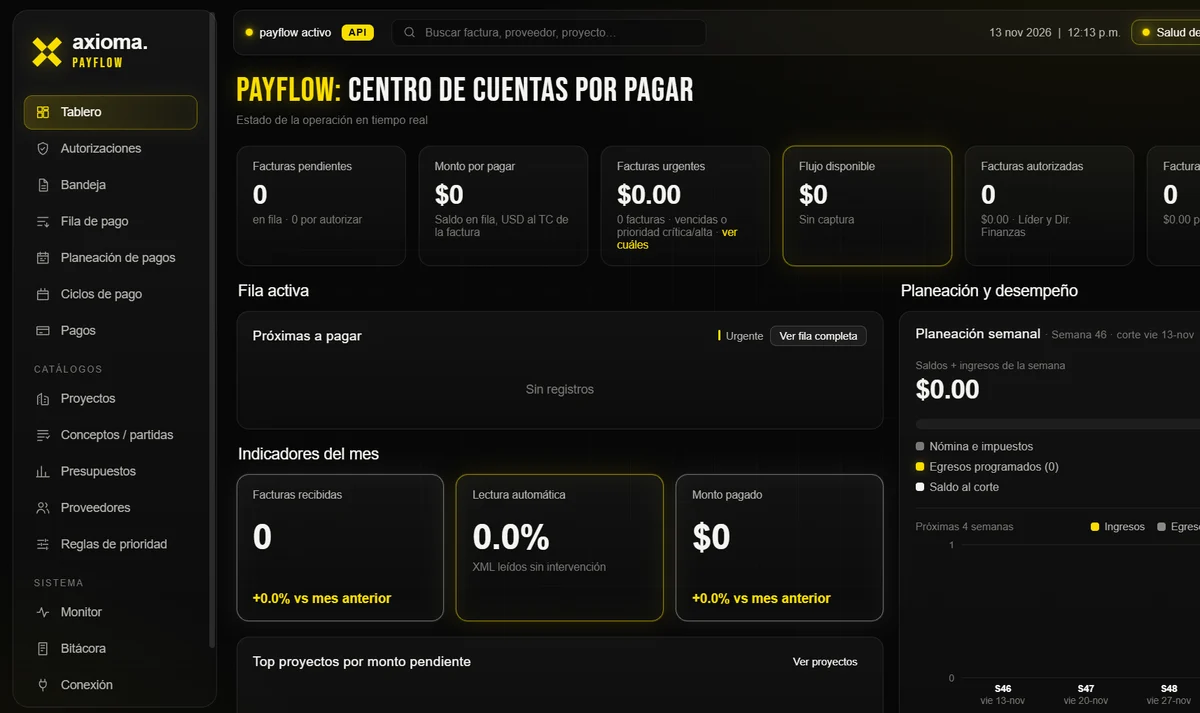 axioma.
PAYFLOW
Tablero
Autorizaciones
Bandeja
Fila de pago
Planeación de pagos
Ciclos de pago
Pagos
CATÁLOGOS
Proyectos
Conceptos / partidas
Presupuestos
Proveedores
Reglas de prioridad
SISTEMA
Monitor
Bitácora
Conexión
payflow activo API
Buscar factura, proveedor, proyecto…
13 nov 2026 | 12:13 p.m.
Salud de
PAYFLOW: CENTRO DE CUENTAS POR PAGAR
Estado de la operación en tiempo real
Facturas pendientes
0
en fila · 0 por autorizar
Monto por pagar
$0
Saldo en fila, USD al TC de
la factura
Facturas urgentes
$0.00
0 facturas · vencidas o
prioridad crítica/alta · ver
cuáles
Flujo disponible
$0
Sin captura
Facturas autorizadas
0
$0.00 · Líder y Dir.
Finanzas
Factura
0
$0.00 p
Fila activa
Próximas a pagar
Urgente
Ver fila completa
Sin registros
Indicadores del mes
Facturas recibidas
0
+0.0% vs mes anterior
Lectura automática
0.0%
XML leídos sin intervención
Monto pagado
$0
+0.0% vs mes anterior
Top proyectos por monto pendiente
Ver proyectos
Planeación y desempeño
Planeación semanal · Semana 46 · corte vie 13-nov
Saldos + ingresos de la semana
$0.00
Nómina e impuestos
Egresos programados (0)
Saldo al corte
Próximas 4 semanas
Ingresos
Egres
1
0
S46
vie 13-nov
S47
vie 20-nov
S48
vie 27-nov